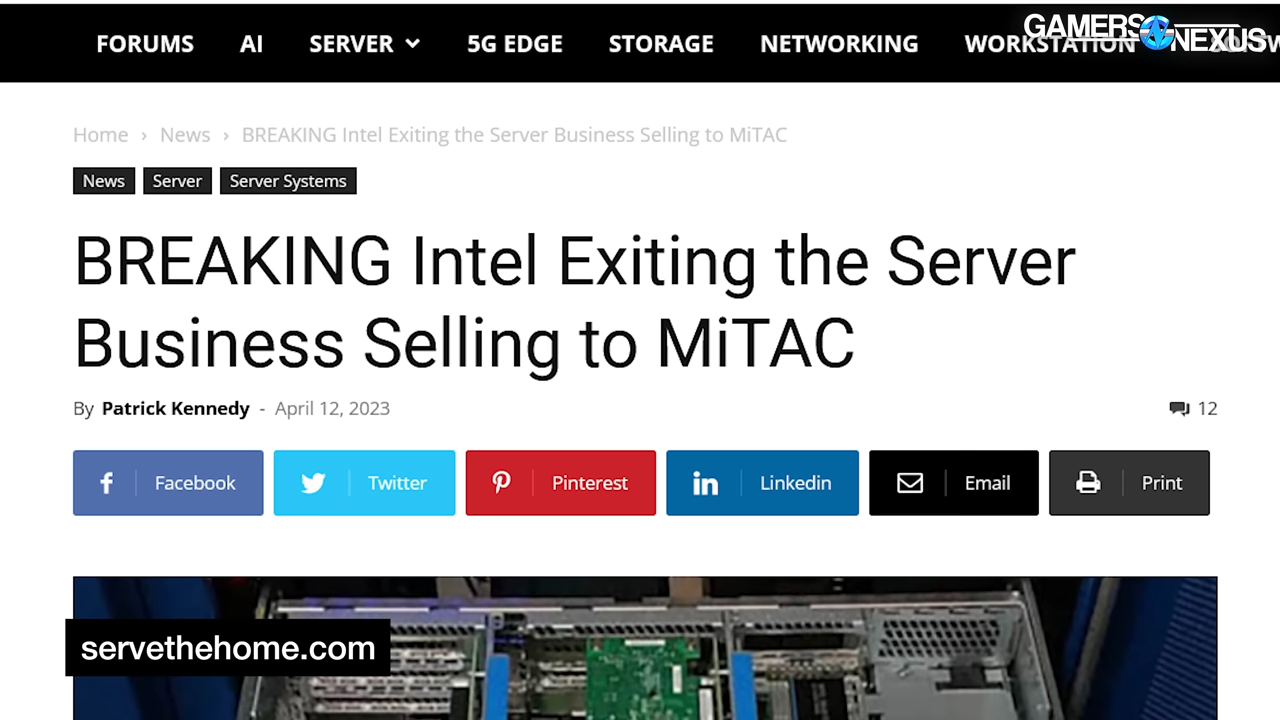 FORUMS AI SERVER 5G EDGE STORAGE NETWORKING WORKSTATION
GAMERS NEXUS
Home › News › BREAKING Intel Exiting the Server Business Selling to MiTAC
News Server Server Systems
BREAKING Intel Exiting the Server
Business Selling to MiTAC
By Patrick Kennedy - April 12, 2023 12
Facebook Twitter Pinterest Linkedin Email Print
servethehome.com